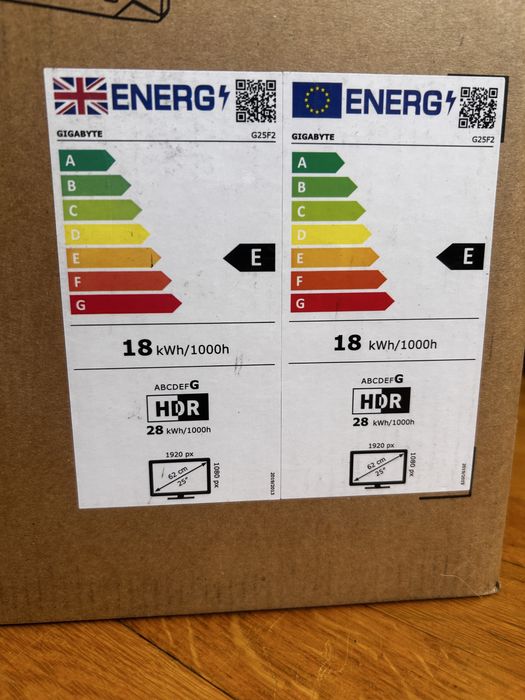 ENERG
GIGABYTE G25F2
A
B
C
D
E
F
G
E
18 kWh/1000h
ABCDEFG
HDR
28 kWh/1000h
1920 px
62 cm
25"
1080 px
2019/2013
ENERG
GIGABYTE G25F2
A
B
C
D
E
F
G
E
18 kWh/1000h
ABCDEFG
HDR
28 kWh/1000h
1920 px
62 cm
25"
1080 px
2019/2013